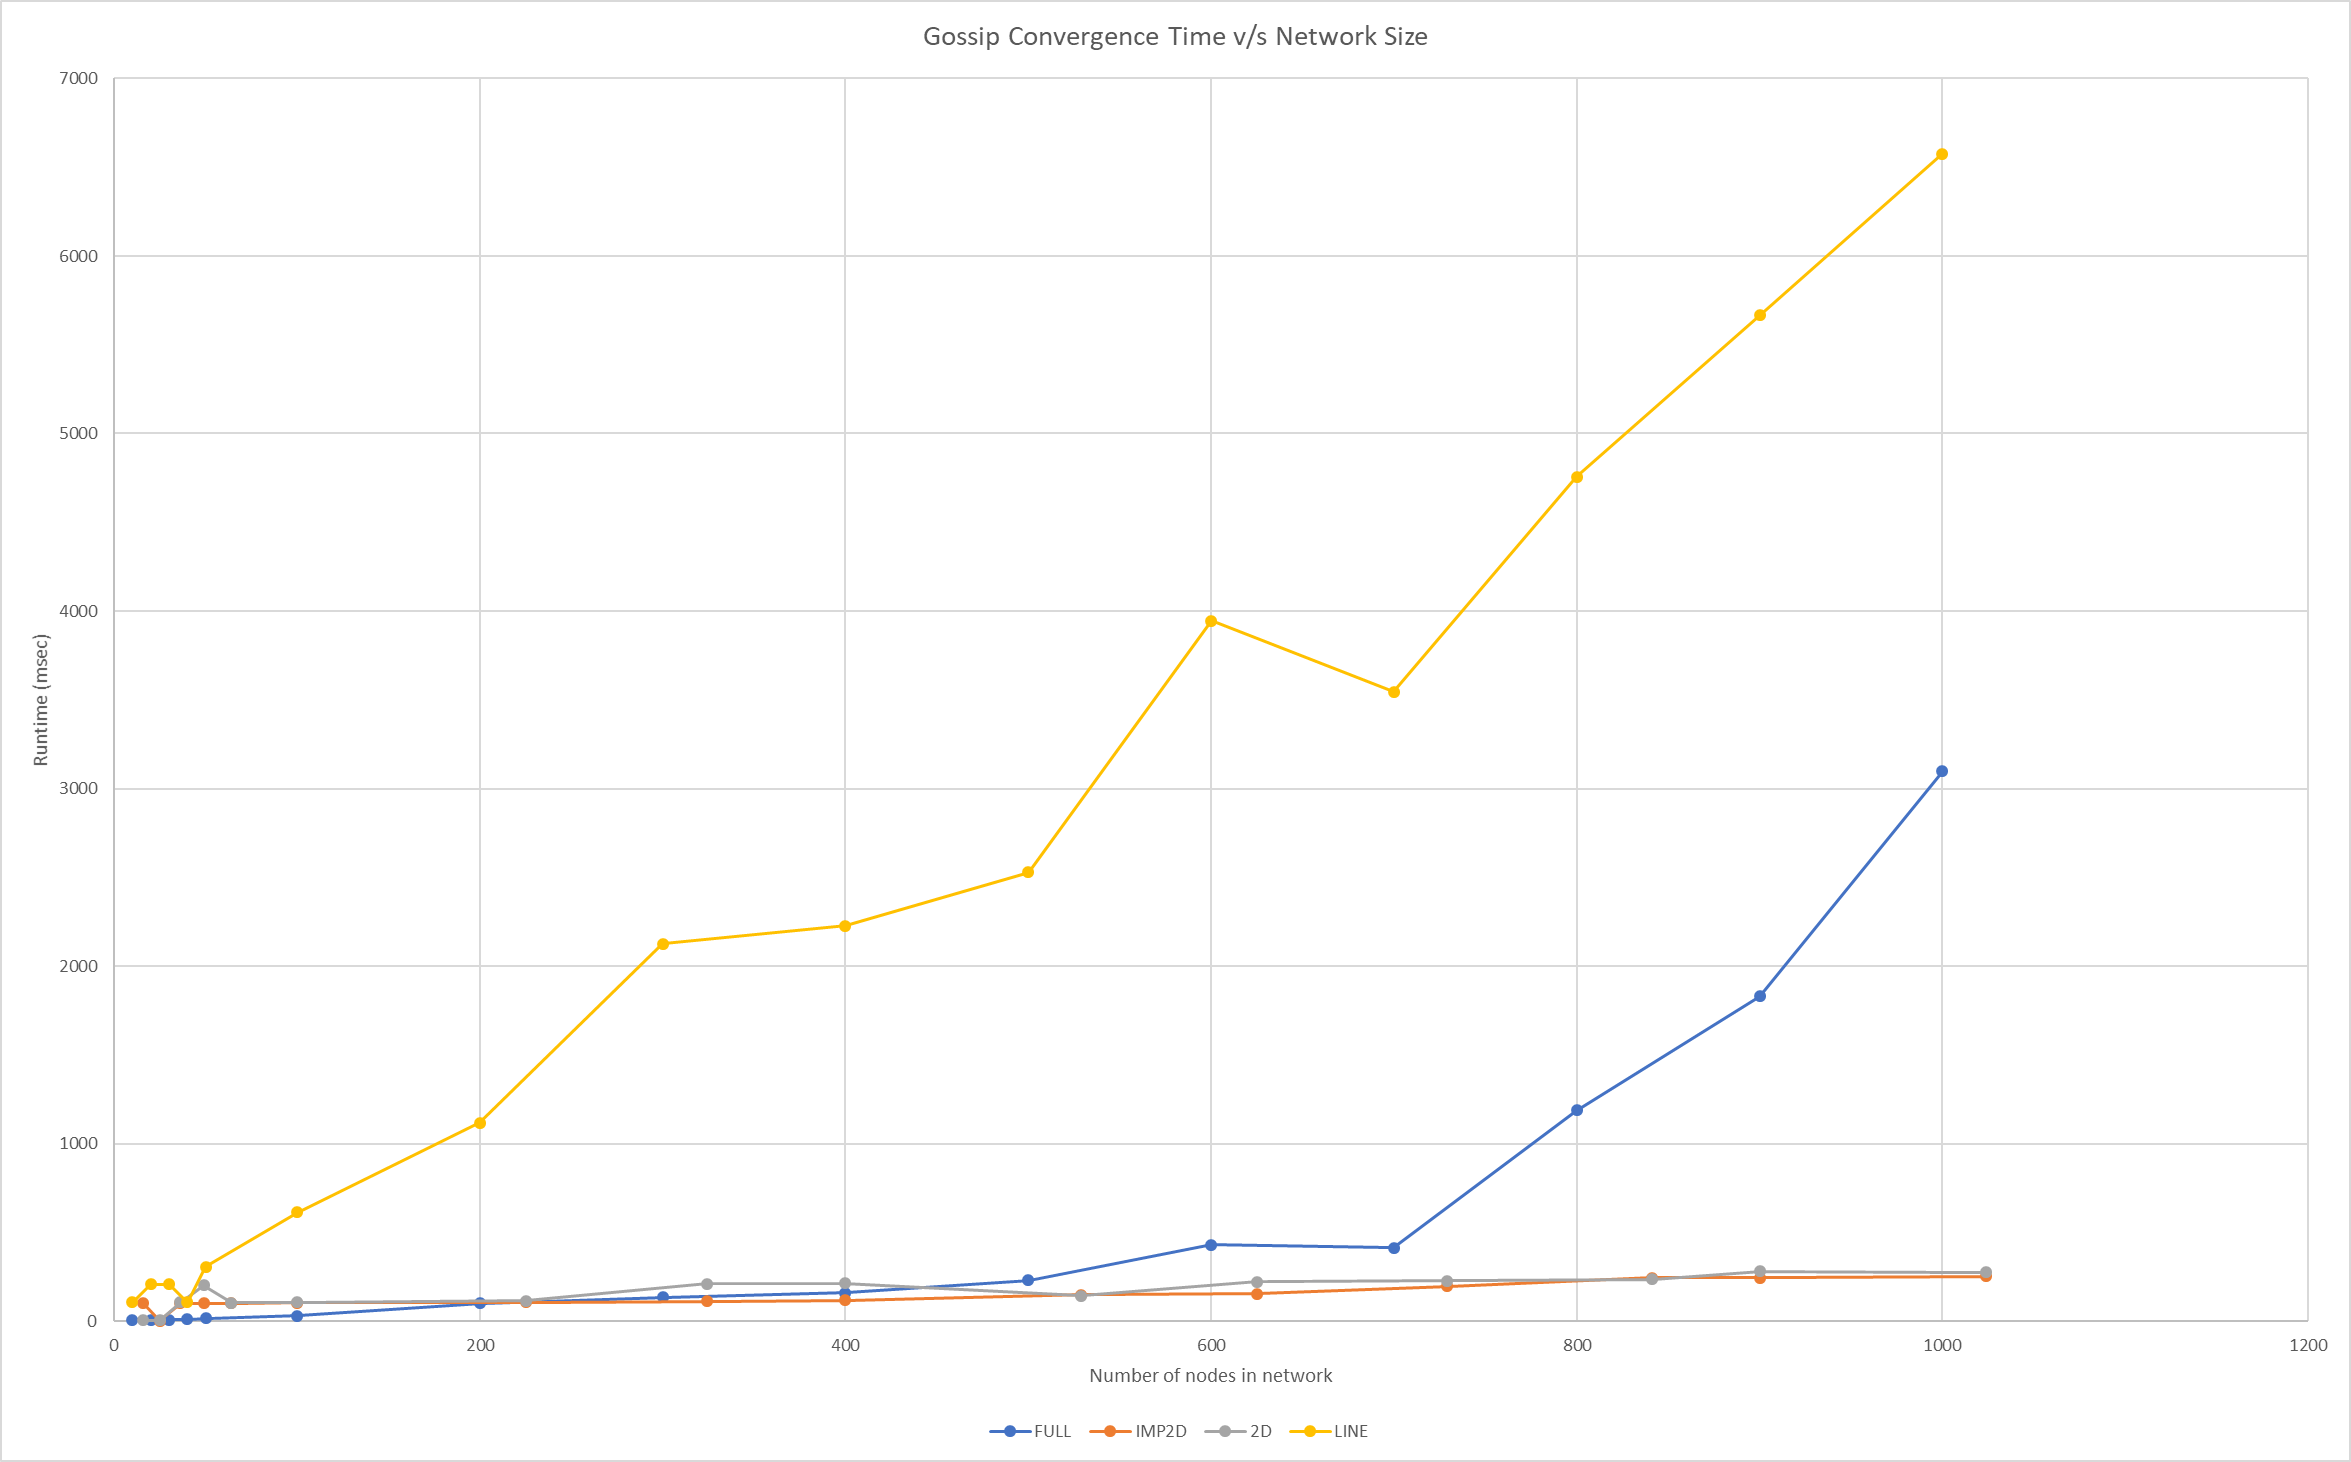 Gossip Convergence Time v/s Network Size
7000
6000
5000
4000
3000
2000
1000
0
Runtime (msec)
0 200 400 600 800 1000 1200
Number of nodes in network
FULL IMP2D 2D LINE